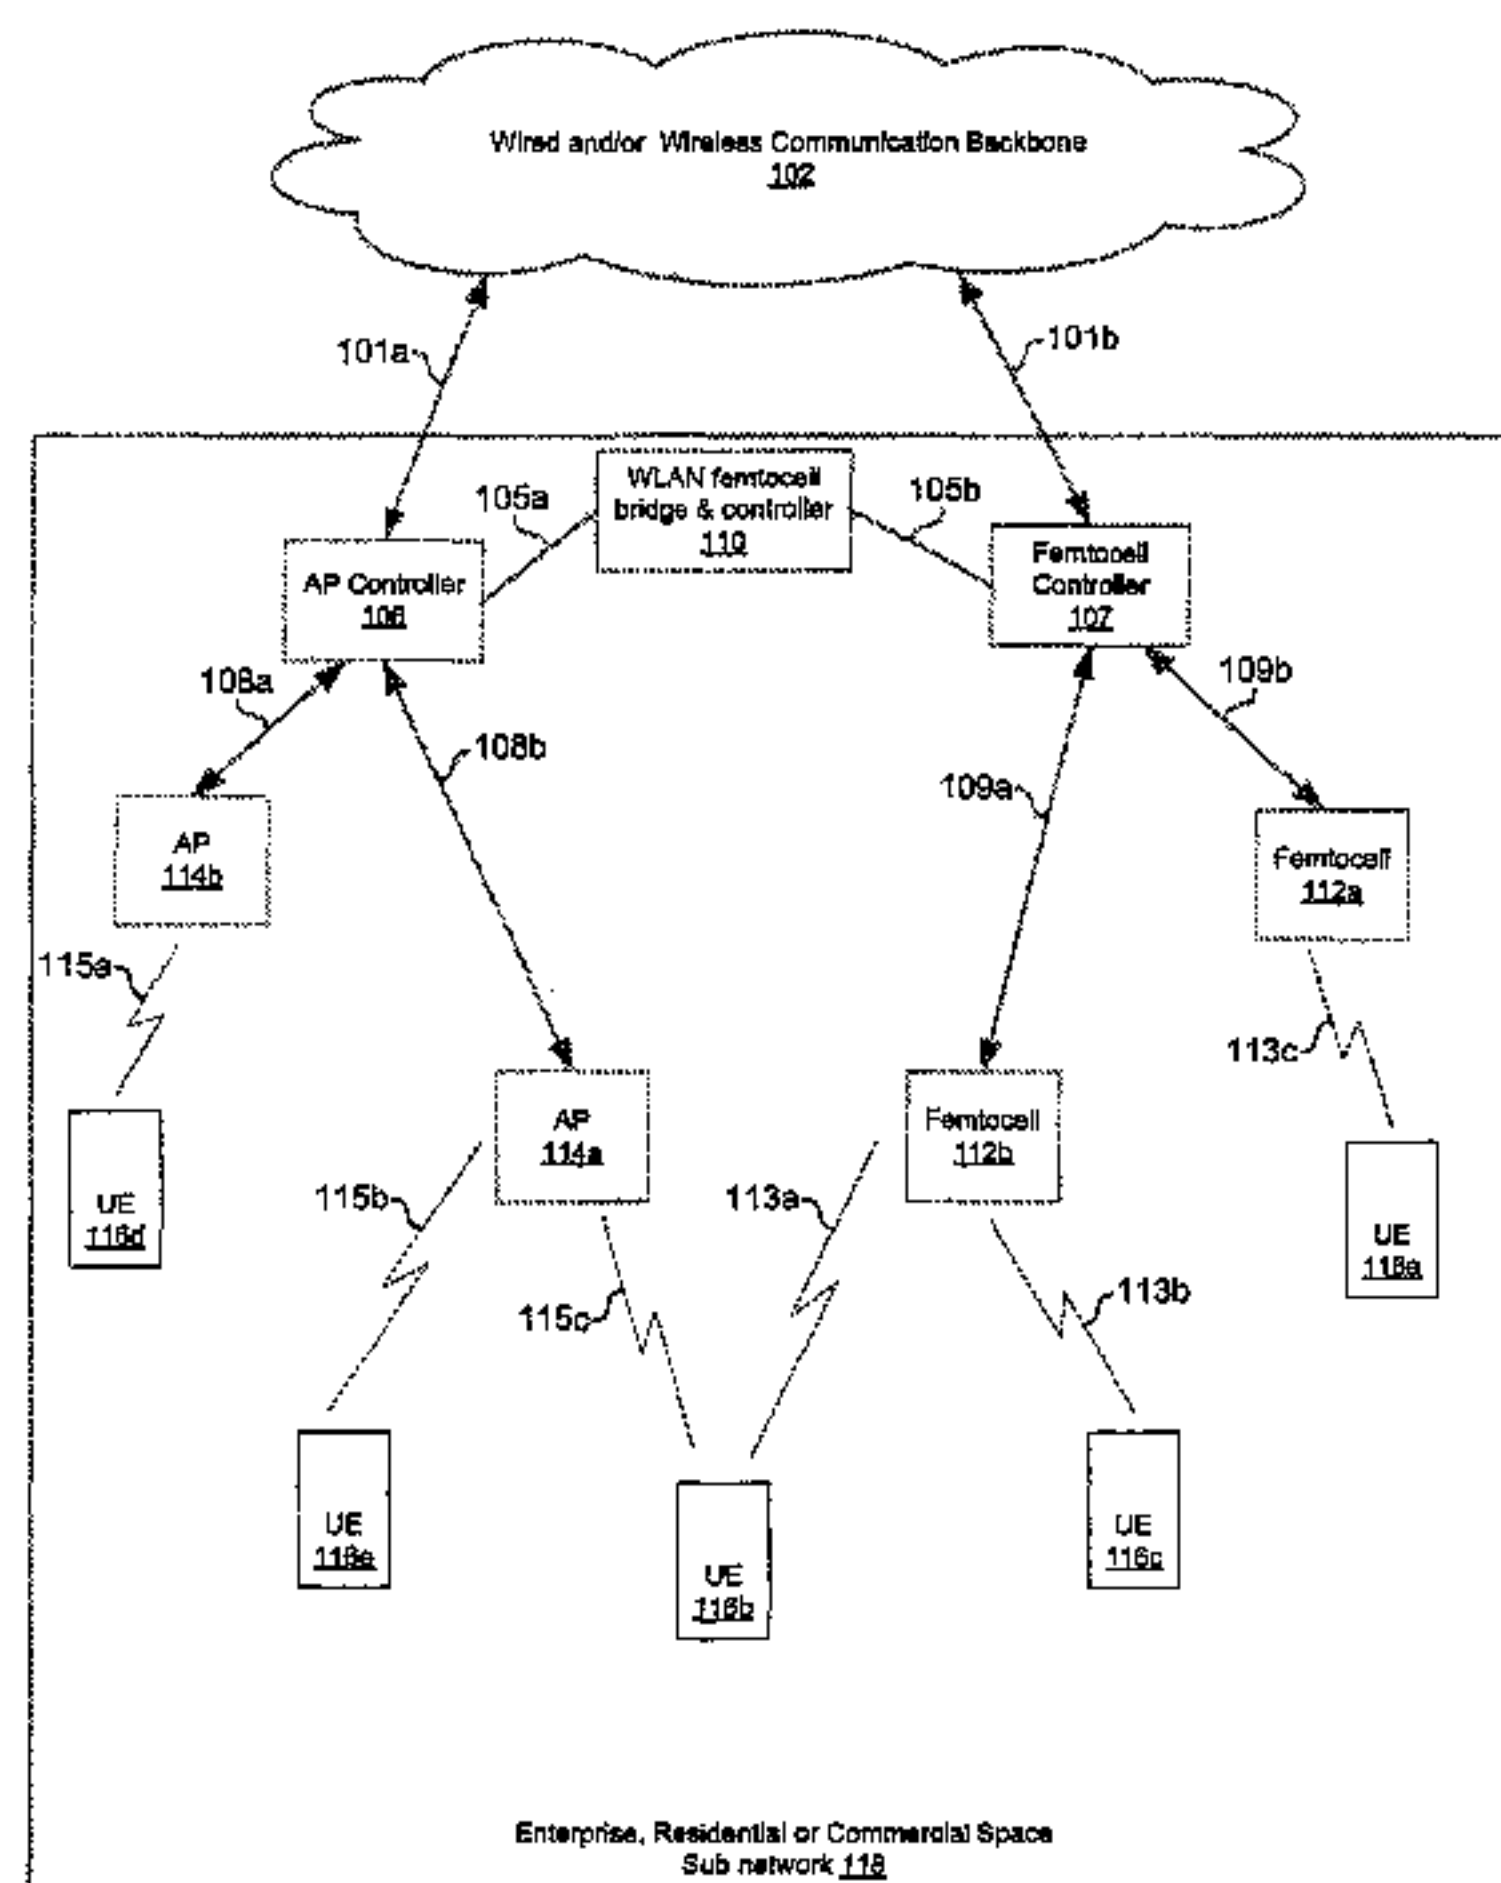 Wired and/or Wireless Communication Backbone
102
101a
101b
WLAN femtocell
bridge & controller
110
105a
105b
AP Controller
106
Femtocell
Controller
107
108a
108b
109a
109b
AP
114b
Femtocell
112a
115a
113c
AP
114a
Femtocell
112b
UE
116d
115b
113a
UE
115c
113b
UE
116e
UE
116b
UE
116c
Enterprise, Residential or Commercial Space
Sub network 118